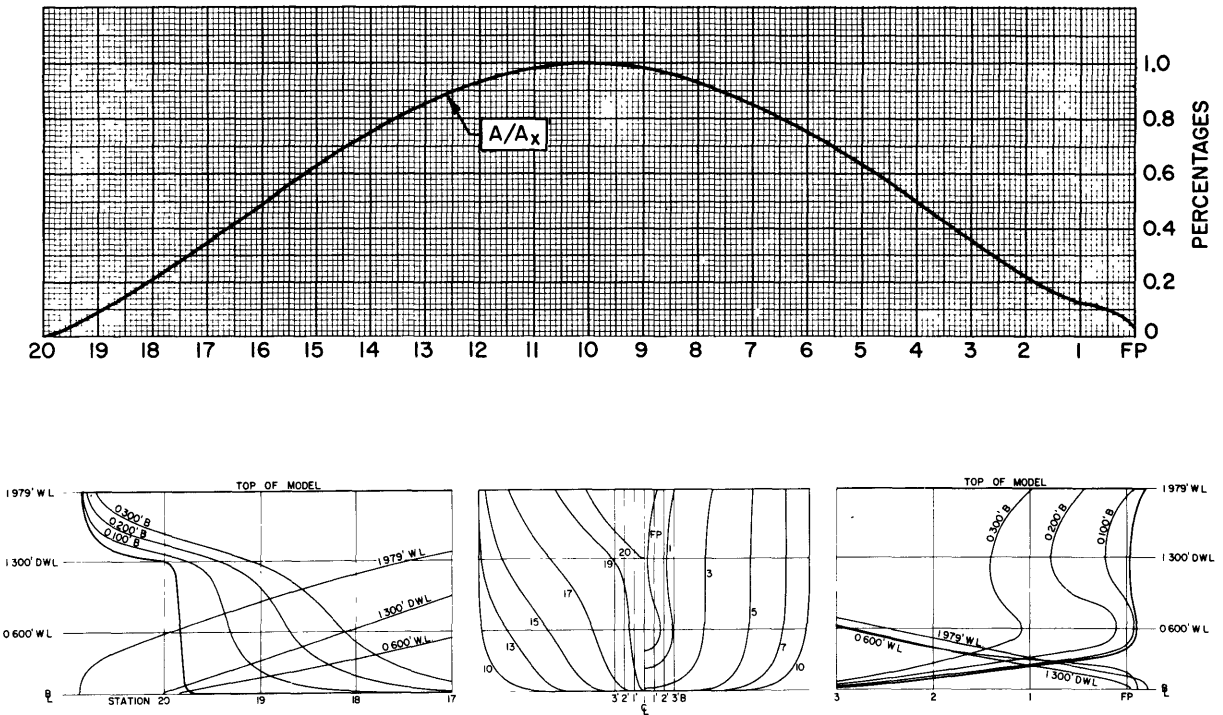 1.0
0.8
0.6
0.4
0.2
0
PERCENTAGES
A/Ax
20 19 18 17 16 15 14 13 12 11 10 9 8 7 6 5 4 3 2 1 FP
TOP OF MODEL
1.979' WL
1.300' DWL
0.600' WL
BL
0.300' B
0.200' B
0.100' B
1.979' WL
1.300' DWL
0.600' WL
STATION 20 19 18 17
FP 1
20
19
17
15
13
10
3
5
7
10
3' 2' 1' 1' 2' 3'B
CL
TOP OF MODEL
0.300' B
0.200' B
0.100' B
1.979' WL
1.300' DWL
0.600' WL
BL
0.600' WL
1.979' WL
1.300' DWL
3 2 1 FP